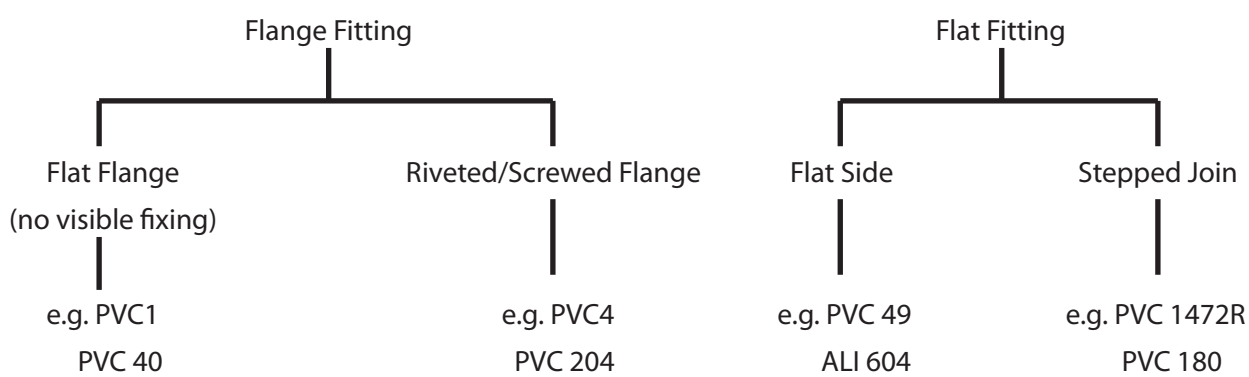 Flange Fitting
Flat Fitting
Flat Flange
(no visible fixing)
Riveted/Screwed Flange
Flat Side
Stepped Join
e.g. PVC1
PVC 40
e.g. PVC4
PVC 204
e.g. PVC 49
ALI 604
e.g. PVC 1472R
PVC 180